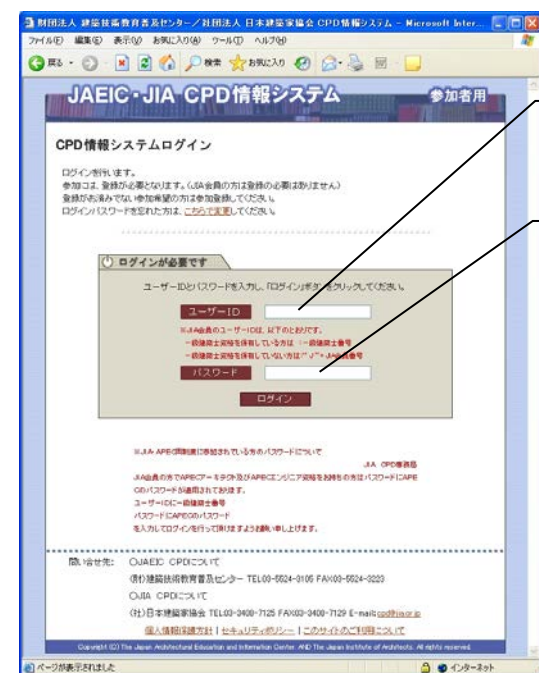 財団法人 建築技術教育普及センター/社団法人 日本建築家協会 CPD情報システム - Microsoft Inter...
ファイル(F) 編集(E) 表示(V) お気に入り(A) ツール(T) ヘルプ(H)
戻る 検索 お気に入り
JAEIC・JIA CPD情報システム 参加者用
CPD情報システムログイン
ログインを行います。
参加には、登録が必要となります。(JIA会員の方は登録の必要はありません)
登録がお済みでない参加希望の方は参加登録してください。
ログインパスワードを忘れた方は、こちらで変更してください。
ログインが必要です
ユーザーIDとパスワードを入力し、「ログイン」ボタンをクリックしてください。
ユーザーID
※JIA会員のユーザーIDは、以下のとおりです。
一級建築士資格を保有している方は :一級建築士番号
一級建築士資格を保有していない方は:"J"+JIA会員番号
パスワード
ログイン
※JIA・APEC両制度に参加されている方のパスワードについて
JIA CPD事務局
JIA会員の方でAPECアーキテクト及びAPECエンジニア資格をお持ちの方はパスワードにAPE
Cのパスワードが適用されております。
ユーザーIDに一級建築士番号
パスワードにAPECのパスワード
を入力してログインを行って頂けますようお願い申し上げます。
問い合せ先: ○JAEIC CPDについて
(財)建築技術教育普及センター TEL03-5524-3105 FAX03-5524-3223
○JIA CPDについて
(社)日本建築家協会 TEL03-3408-7125 FAX03-3408-7129 E-mail:cpd@jia.or.jp
個人情報保護方針 | セキュリティポリシー | このサイトのご利用について
Copyright (C) The Japan Architectural Education and Information Center. AND The Japan Institute of Architects. All rights reserved.
ページが表示されました インターネット